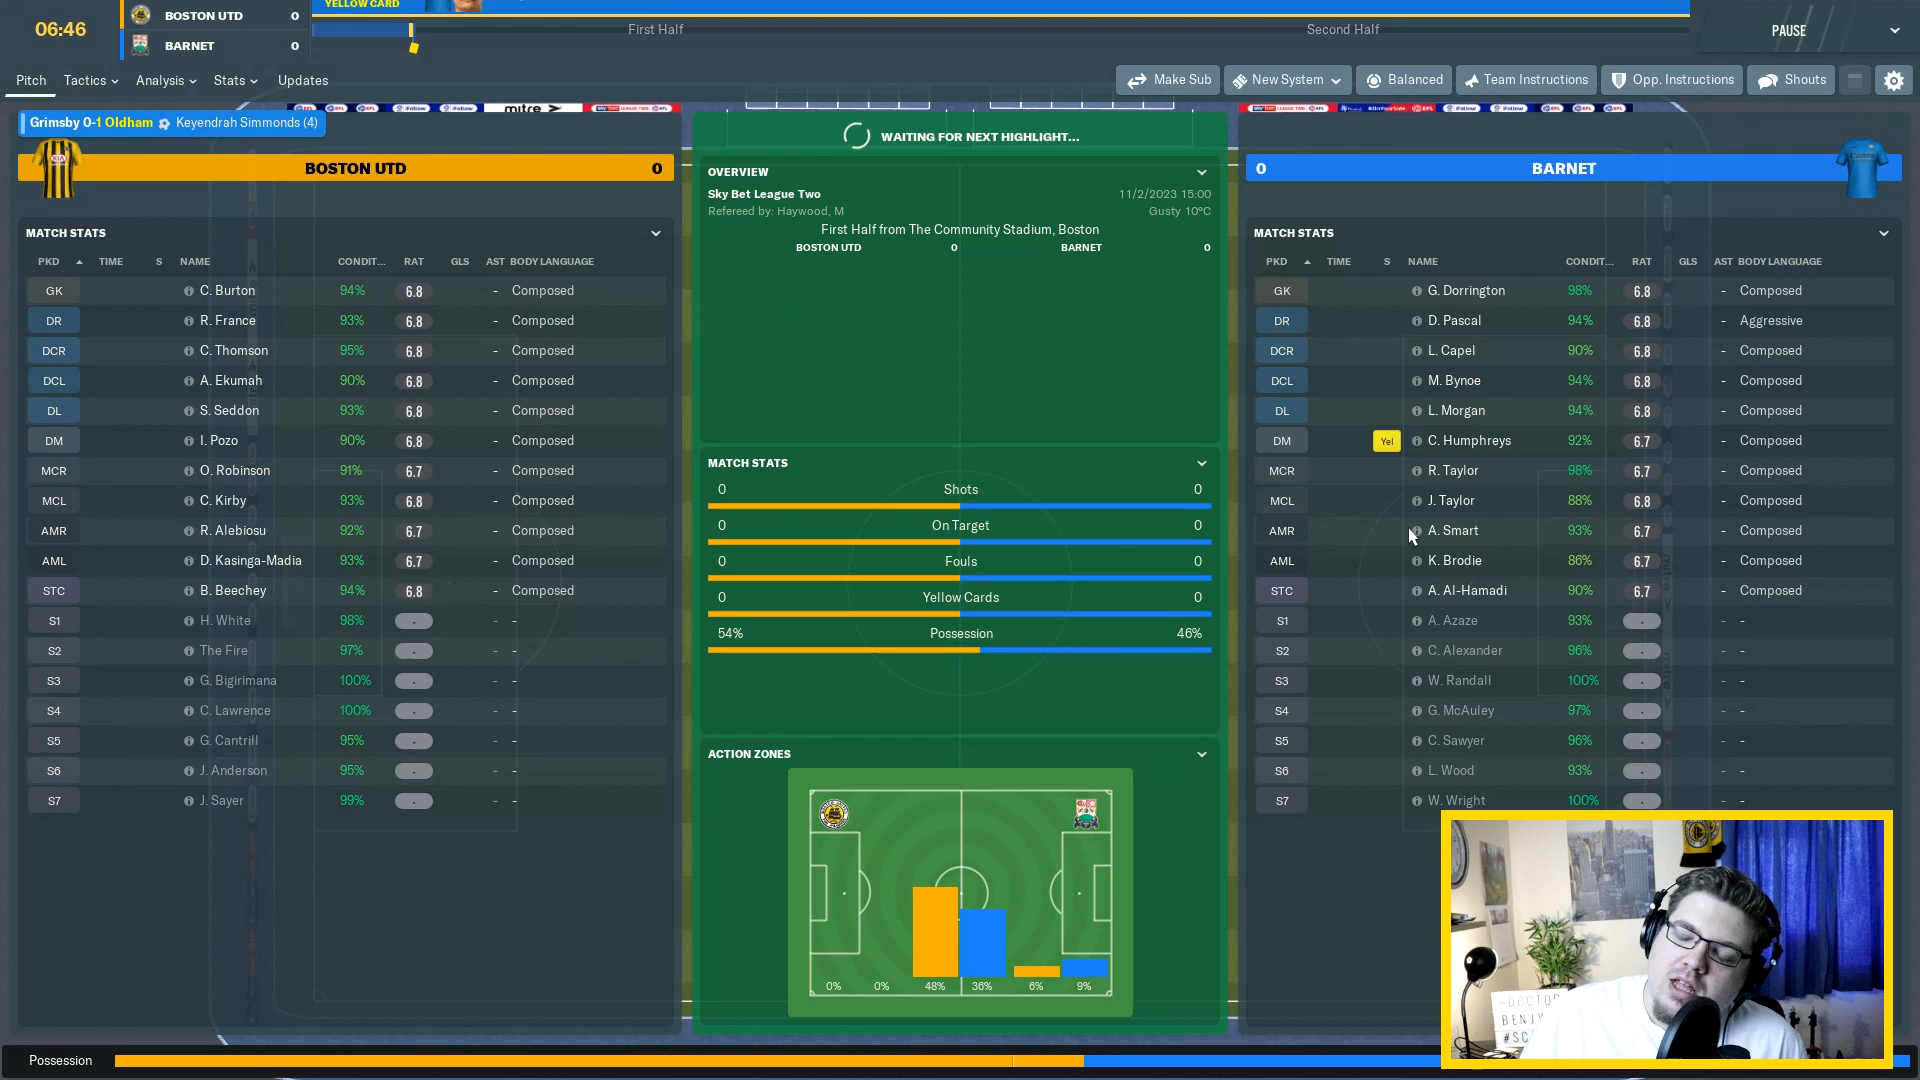 YELLOW CARD
06:46
BOSTON UTD 0
BARNET 0
First Half
Second Half
PAUSE
Pitch Tactics Analysis Stats Updates
Make Sub New System Balanced Team Instructions Opp. Instructions Shouts
mitre
Grimsby 0-1 Oldham Keyendrah Simmonds (4)
BOSTON UTD 0
MATCH STATS
PKD TIME S NAME CONDIT... RAT GLS AST BODY LANGUAGE
GK C. Burton 94% 6.8 - Composed
DR R. France 93% 6.8 - Composed
DCR C. Thomson 95% 6.8 - Composed
DCL A. Ekumah 90% 6.8 - Composed
DL S. Seddon 93% 6.8 - Composed
DM I. Pozo 90% 6.8 - Composed
MCR O. Robinson 91% 6.7 - Composed
MCL C. Kirby 93% 6.8 - Composed
AMR R. Alebiosu 92% 6.7 - Composed
AML D. Kasinga-Madia 93% 6.7 - Composed
STC B. Beechey 94% 6.8 - Composed
S1 H. White 98% - - -
S2 The Fire 97% - - -
S3 G. Bigirimana 100% - - -
S4 C. Lawrence 100% - - -
S5 G. Cantrill 95% - - -
S6 J. Anderson 95% - - -
S7 J. Sayer 99% - - -
WAITING FOR NEXT HIGHLIGHT...
OVERVIEW
Sky Bet League Two 11/2/2023 15:00
Refereed by: Haywood, M Gusty 10°C
First Half from The Community Stadium, Boston
BOSTON UTD 0 BARNET 0
MATCH STATS
0 Shots 0
0 On Target 0
0 Fouls 0
0 Yellow Cards 0
54% Possession 46%
ACTION ZONES
0% 0% 48% 36% 6% 9%
0 BARNET
MATCH STATS
PKD TIME S NAME CONDIT... RAT GLS AST BODY LANGUAGE
GK G. Dorrington 98% 6.8 - Composed
DR D. Pascal 94% 6.8 - Aggressive
DCR L. Capel 90% 6.8 - Composed
DCL M. Bynoe 94% 6.8 - Composed
DL L. Morgan 94% 6.8 - Composed
DM Yel C. Humphreys 92% 6.7 - Composed
MCR R. Taylor 98% 6.7 - Composed
MCL J. Taylor 88% 6.8 - Composed
AMR A. Smart 93% 6.7 - Composed
AML K. Brodie 86% 6.7 - Composed
STC A. Al-Hamadi 90% 6.7 - Composed
S1 A. Azaze 93% - - -
S2 C. Alexander 96% - - -
S3 W. Randall 100% - - -
S4 G. McAuley 97% - - -
S5 C. Sawyer 96% - - -
S6 L. Wood 93% - - -
S7 W. Wright 100% - - -
Possession